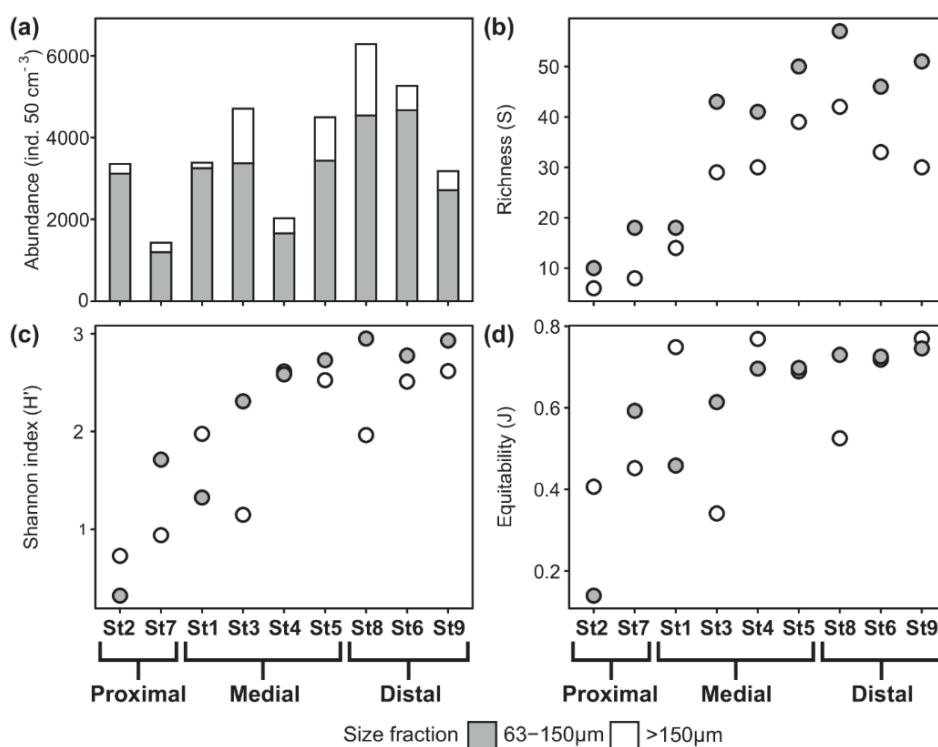 (a)
Abundance (ind. 50 cm⁻³)
6000
4000
2000
0
(b)
Richness (S)
50
40
30
20
10
(c)
Shannon index (H')
3
2
1
St2 St7 St1 St3 St4 St5 St8 St6 St9
Proximal Medial Distal
(d)
Equitability (J)
0.8
0.6
0.4
0.2
St2 St7 St1 St3 St4 St5 St8 St6 St9
Proximal Medial Distal
Size fraction 63−150µm >150µm